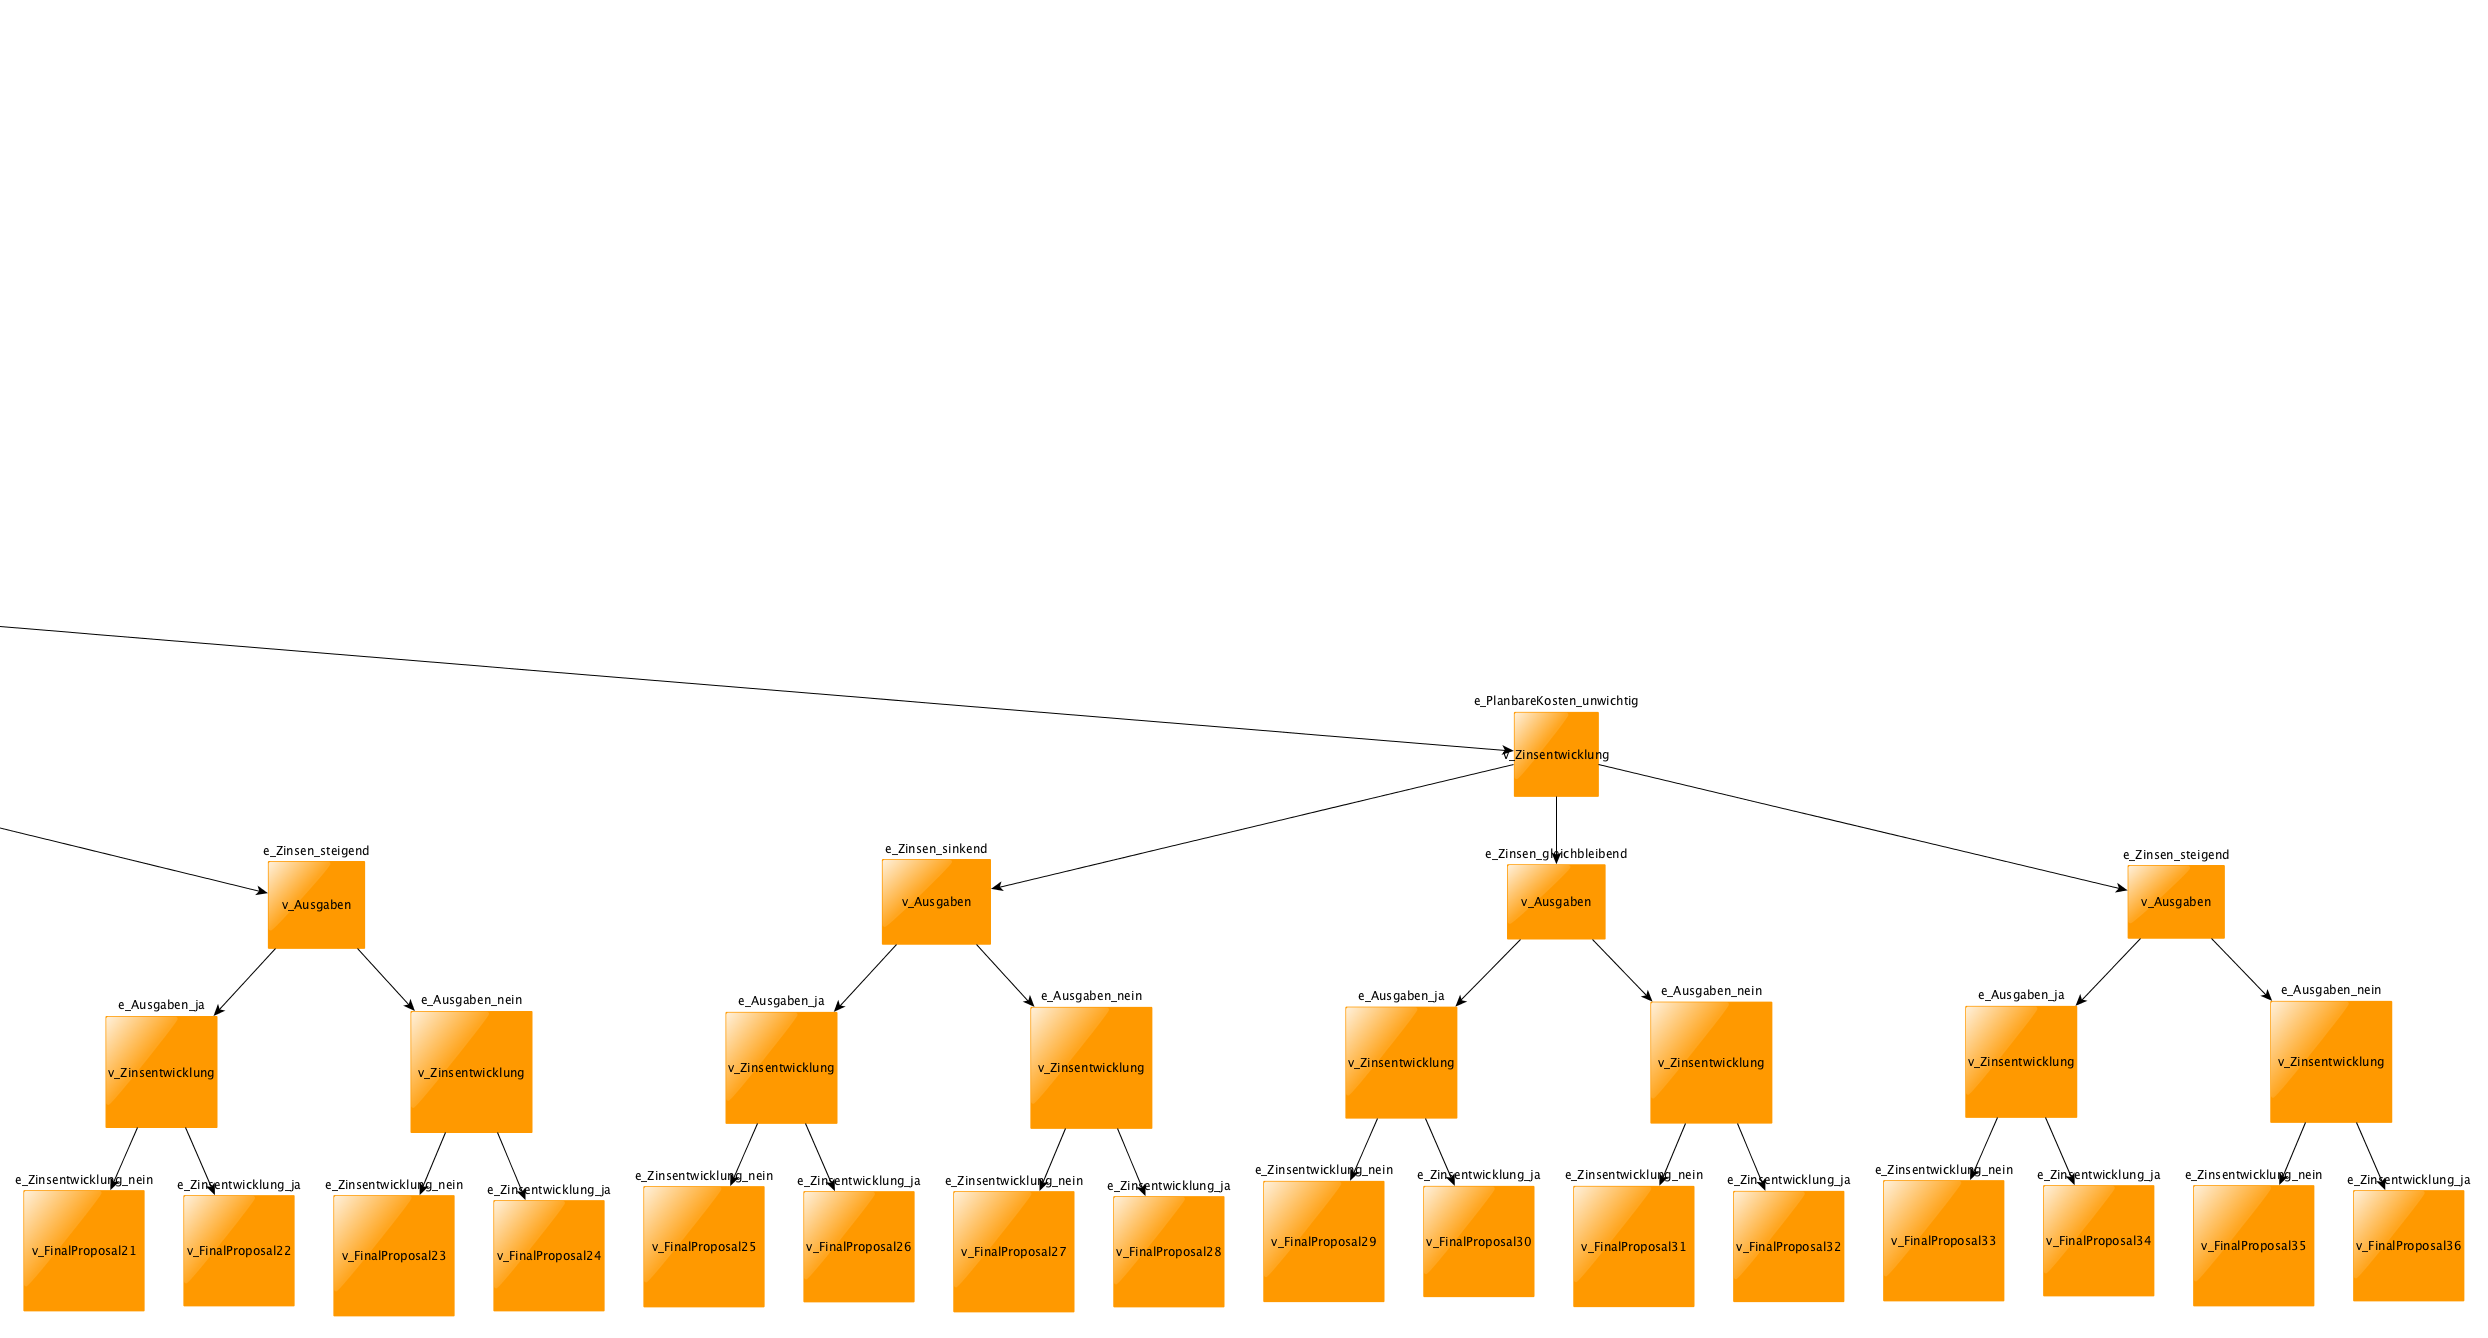 e_PlanbareKosten_unwichtig
v_Zinsentwicklung
e_Zinsen_steigend
e_Zinsen_sinkend
e_Zinsen_gleichbleibend
e_Zinsen_steigend
v_Ausgaben
v_Ausgaben
v_Ausgaben
v_Ausgaben
e_Ausgaben_ja
e_Ausgaben_nein
e_Ausgaben_ja
e_Ausgaben_nein
e_Ausgaben_ja
e_Ausgaben_nein
e_Ausgaben_ja
e_Ausgaben_nein
v_Zinsentwicklung
v_Zinsentwicklung
v_Zinsentwicklung
v_Zinsentwicklung
v_Zinsentwicklung
v_Zinsentwicklung
v_Zinsentwicklung
v_Zinsentwicklung
e_Zinsentwicklung_nein
e_Zinsentwicklung_ja
e_Zinsentwicklung_nein
e_Zinsentwicklung_ja
e_Zinsentwicklung_nein
e_Zinsentwicklung_ja
e_Zinsentwicklung_nein
e_Zinsentwicklung_ja
e_Zinsentwicklung_nein
e_Zinsentwicklung_ja
e_Zinsentwicklung_nein
e_Zinsentwicklung_ja
e_Zinsentwicklung_nein
e_Zinsentwicklung_ja
e_Zinsentwicklung_nein
e_Zinsentwicklung_ja
v_FinalProposal21
v_FinalProposal22
v_FinalProposal23
v_FinalProposal24
v_FinalProposal25
v_FinalProposal26
v_FinalProposal27
v_FinalProposal28
v_FinalProposal29
v_FinalProposal30
v_FinalProposal31
v_FinalProposal32
v_FinalProposal33
v_FinalProposal34
v_FinalProposal35
v_FinalProposal36